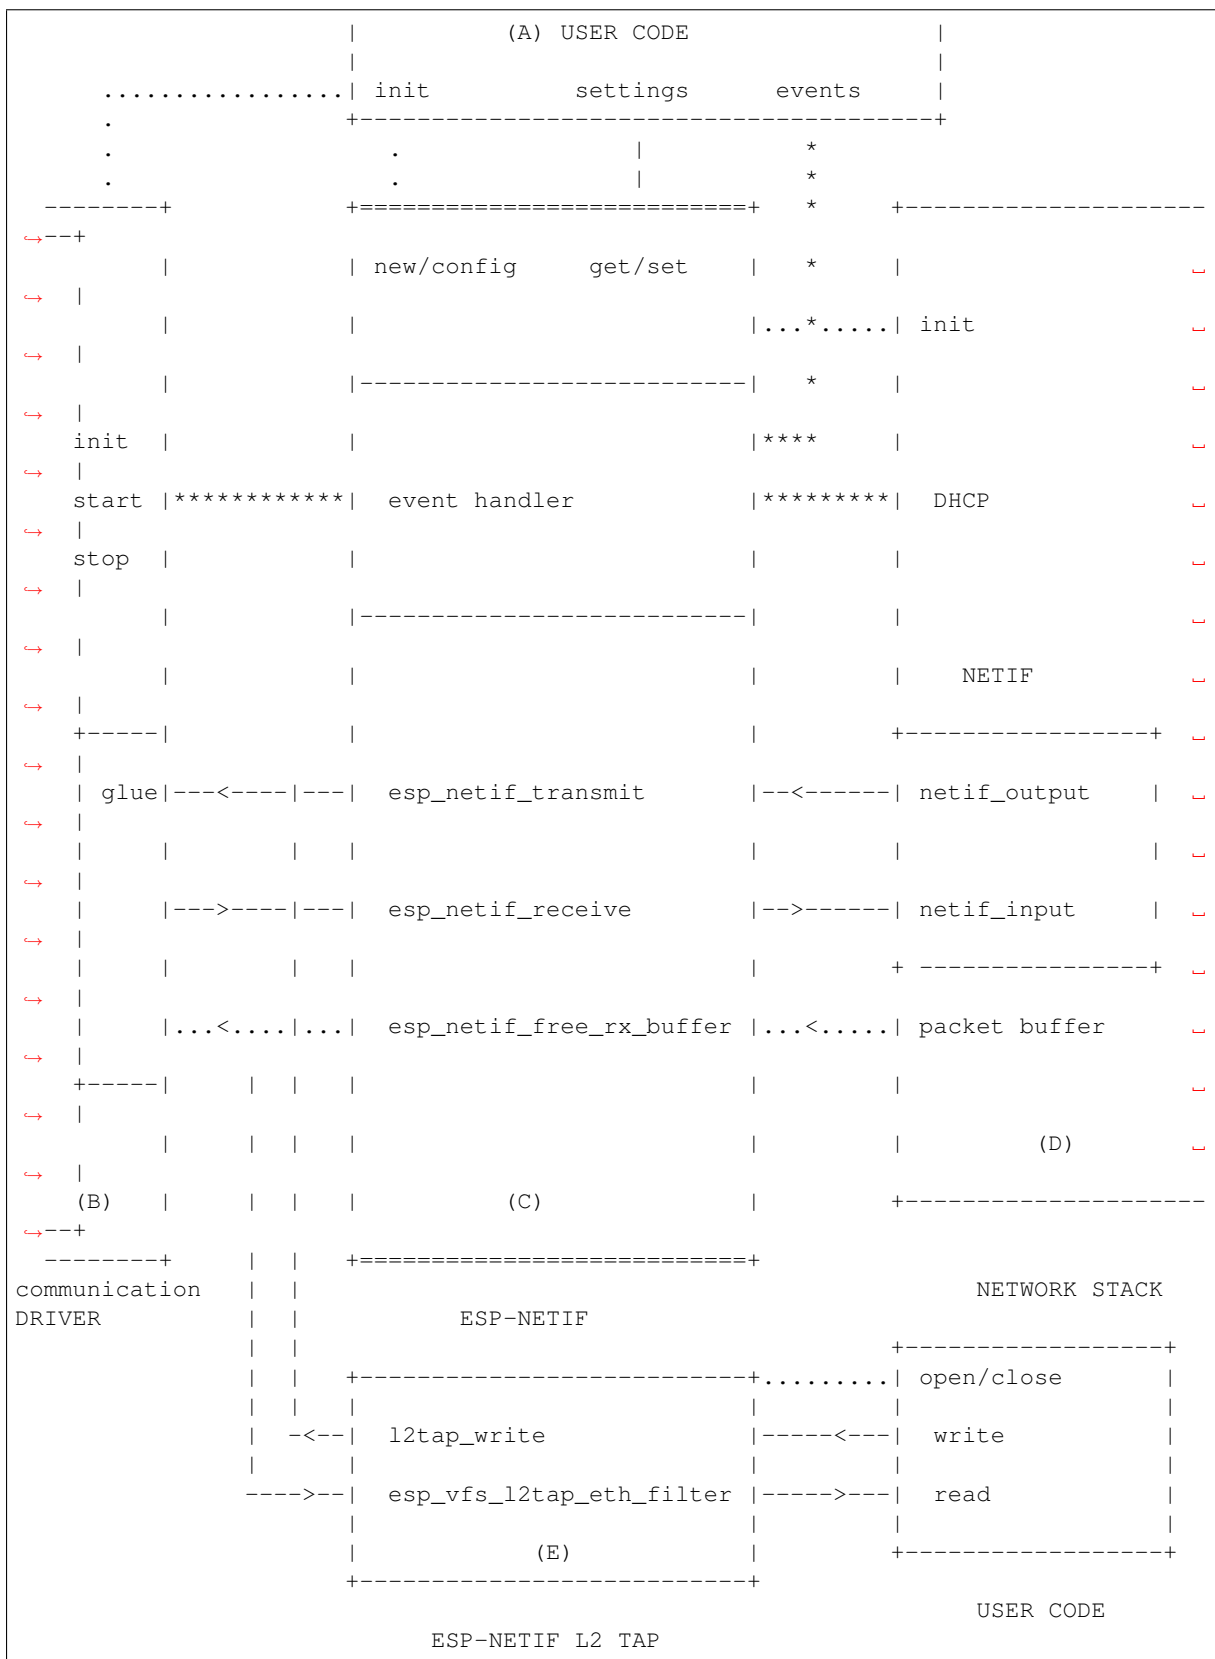 |          (A) USER CODE                 |
                        |                                        |
       .................| init          settings      events     |
       .                +----------------------------------------+
       .                   .                |           *
       .                   .                |           *
   --------+            +===========================+   *     +---------------------
↪--+
           |            | new/config     get/set    |   *     |                    ␣
↪   |
           |            |                           |...*.....| init               ␣
↪   |
           |            |---------------------------|   *     |                    ␣
↪   |
     init  |            |                           |****     |                    ␣
↪   |
     start |************|  event handler            |*********|  DHCP              ␣
↪   |
     stop  |            |                           |         |                    ␣
↪   |
           |            |---------------------------|         |                    ␣
↪   |
           |            |                           |         |    NETIF           ␣
↪   |
     +-----|            |                           |         +-----------------+  ␣
↪   |
     | glue|---<----|---|  esp_netif_transmit       |--<------| netif_output    |  ␣
↪   |
     |     |        |   |                           |         |                 |  ␣
↪   |
     |     |--->----|---|  esp_netif_receive        |-->------| netif_input     |  ␣
↪   |
     |     |        |   |                           |         + ----------------+  ␣
↪   |
     |     |...<....|...|  esp_netif_free_rx_buffer |...<.....| packet buffer      ␣
↪   |
     +-----|     |  |   |                           |         |                    ␣
↪   |
           |     |  |   |                           |         |         (D)        ␣
↪   |
     (B)   |     |  |   |          (C)              |         +---------------------
↪--+
   --------+     |  |   +===========================+
communication    |  |                                               NETWORK STACK
DRIVER           |  |           ESP-NETIF
                 |  |                                         +------------------+
                 |  |   +---------------------------+.........| open/close       |
                 |  |   |                           |         |                  |
                 |  -<--|  l2tap_write              |-----<---|  write           |
                 |      |                           |         |                  |
                 ---->--|  esp_vfs_l2tap_eth_filter |----->---|  read            |
                        |                           |         |                  |
                        |            (E)            |         +------------------+
                        +---------------------------+
                                                                    USER CODE
                              ESP-NETIF L2 TAP